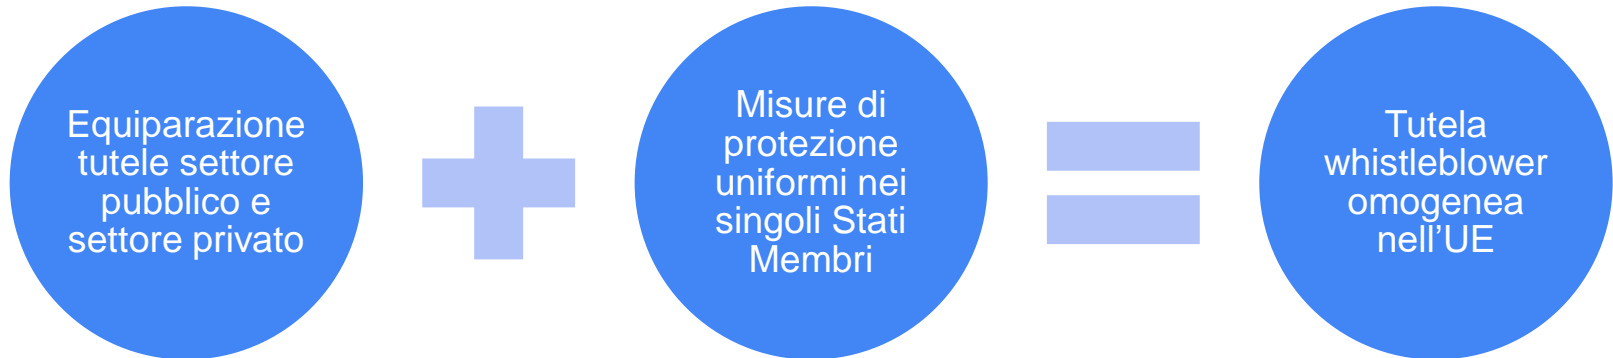 Equiparazione
tutele settore
pubblico e
settore privato
Misure di
protezione
uniformi nei
singoli Stati
Membri
Tutela
whistleblower
omogenea
nell’UE